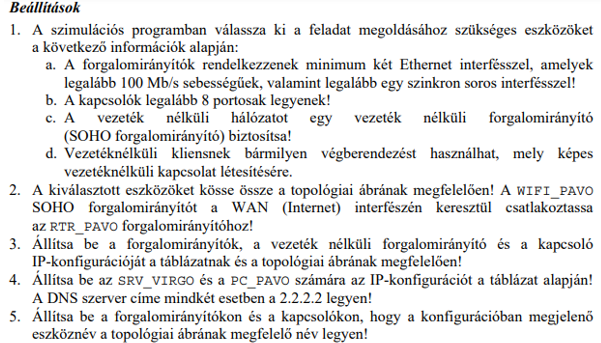 Beállítások
1. A szimulációs programban válassza ki a feladat megoldásához szükséges eszközöket
a következő információk alapján:
a. A forgalomirányítók rendelkezzenek minimum két Ethernet interfésszel, amelyek
legalább 100 Mb/s sebességűek, valamint legalább egy szinkron soros interfésszel!
b. A kapcsolók legalább 8 portosak legyenek!
c. A vezeték nélküli hálózatot egy vezeték nélküli forgalomirányító
(SOHO forgalomirányító) biztosítsa!
d. Vezetéknélküli kliensnek bármilyen végberendezést használhat, mely képes
vezetéknélküli kapcsolat létesítésére.
2. A kiválasztott eszközöket kösse össze a topológiai ábrának megfelelően! A WIFI_PAVO
SOHO forgalomirányítót a WAN (Internet) interfészén keresztül csatlakoztassa
az RTR_PAVO forgalomirányítóhoz!
3. Állítsa be a forgalomirányítók, a vezeték nélküli forgalomirányító és a kapcsoló
IP-konfigurációját a táblázatnak és a topológiai ábrának megfelelően!
4. Állítsa be az SRV_VIRGO és a PC_PAVO számára az IP-konfigurációt a táblázat alapján!
A DNS szerver címe mindkét esetben a 2.2.2.2 legyen!
5. Állítsa be a forgalomirányítókon és a kapcsolókon, hogy a konfigurációban megjelenő
eszköznév a topológiai ábrának megfelelő név legyen!